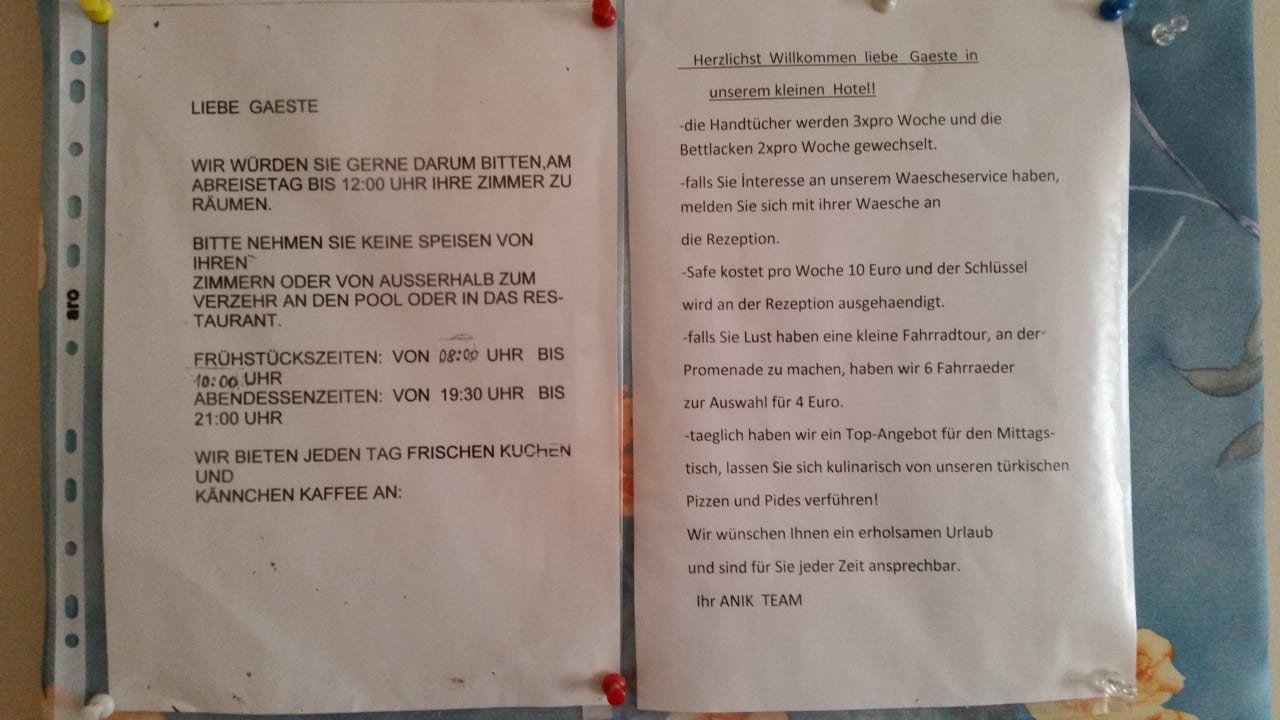 aro
LIEBE GAESTE
WIR WÜRDEN SIE GERNE DARUM BITTEN,AM
ABREISETAG BIS 12:00 UHR IHRE ZIMMER ZU
RÄUMEN.
BITTE NEHMEN SIE KEINE SPEISEN VON
IHREN
ZIMMERN ODER VON AUSSERHALB ZUM
VERZEHR AN DEN POOL ODER IN DAS RES-
TAURANT.
FRÜHSTÜCKSZEITEN: VON 08:00 UHR BIS
10:00 UHR
ABENDESSENZEITEN: VON 19:30 UHR BIS
21:00 UHR
WIR BIETEN JEDEN TAG FRISCHEN KUCHEN
UND
KÄNNCHEN KAFFEE AN:
Herzlichst Willkommen liebe Gaeste in
unserem kleinen Hotel!
-die Handtücher werden 3xpro Woche und die
Bettlacken 2xpro Woche gewechselt.
-falls Sie İnteresse an unserem Waescheservice haben,
melden Sie sich mit ihrer Waesche an
die Rezeption.
-Safe kostet pro Woche 10 Euro und der Schlüssel
wird an der Rezeption ausgehaendigt.
-falls Sie Lust haben eine kleine Fahrradtour, an der
Promenade zu machen, haben wir 6 Fahrraeder
zur Auswahl für 4 Euro.
-taeglich haben wir ein Top-Angebot für den Mittags-
tisch, lassen Sie sich kulinarisch von unseren türkischen
Pizzen und Pides verführen!
Wir wünschen Ihnen ein erholsamen Urlaub
und sind für Sie jeder Zeit ansprechbar.
Ihr ANIK TEAM